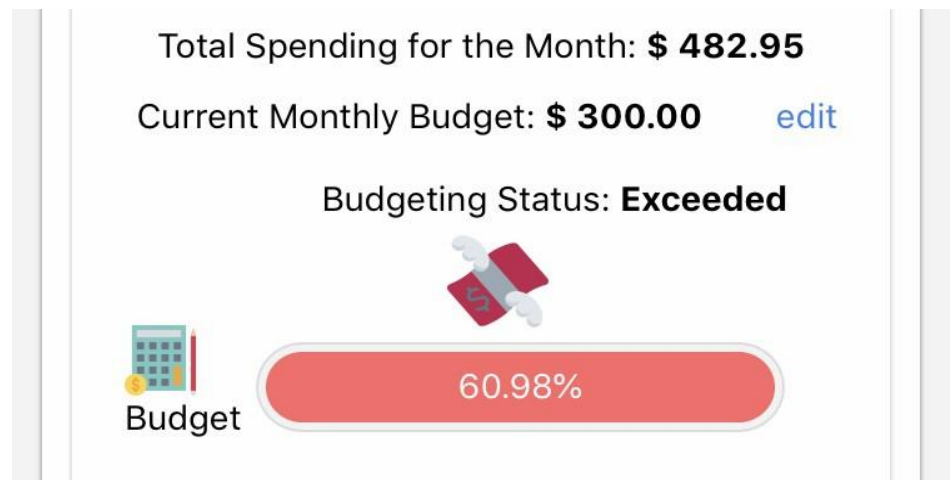 Total Spending for the Month: $ 482.95
Current Monthly Budget: $ 300.00 edit
Budgeting Status: Exceeded
$
$
60.98%
Budget